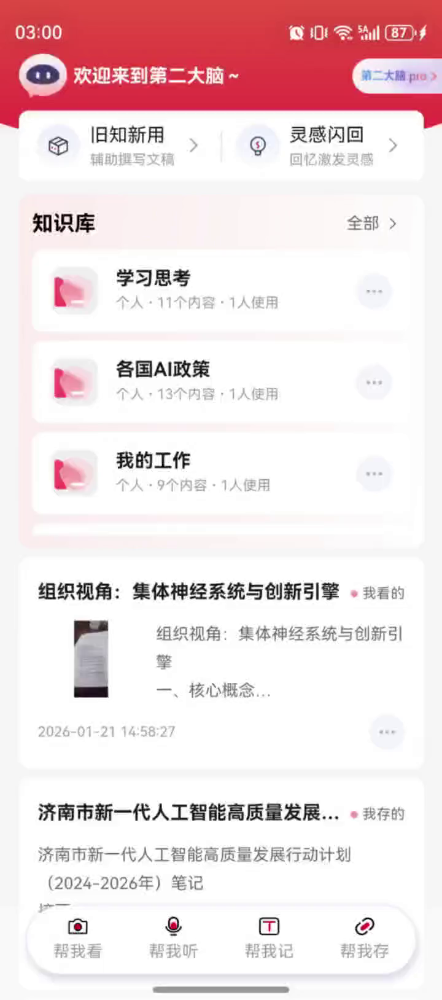 03:00
5A
87
欢迎来到第二大脑~
第二大脑 pro
旧知新用
辅助撰写文稿
灵感闪回
回忆激发灵感
知识库
全部
学习思考
个人·11个内容·1人使用
各国AI政策
个人·13个内容·1人使用
我的工作
个人·9个内容·1人使用
组织视角：集体神经系统与创新引擎
我看的
组织视角：集体神经系统与创新引
擎
一、核心概念...
2026-01-21 14:58:27
济南市新一代人工智能高质量发展...
我存的
济南市新一代人工智能高质量发展行动计划
（2024-2026年）笔记
帮我看
帮我听
帮我记
帮我存